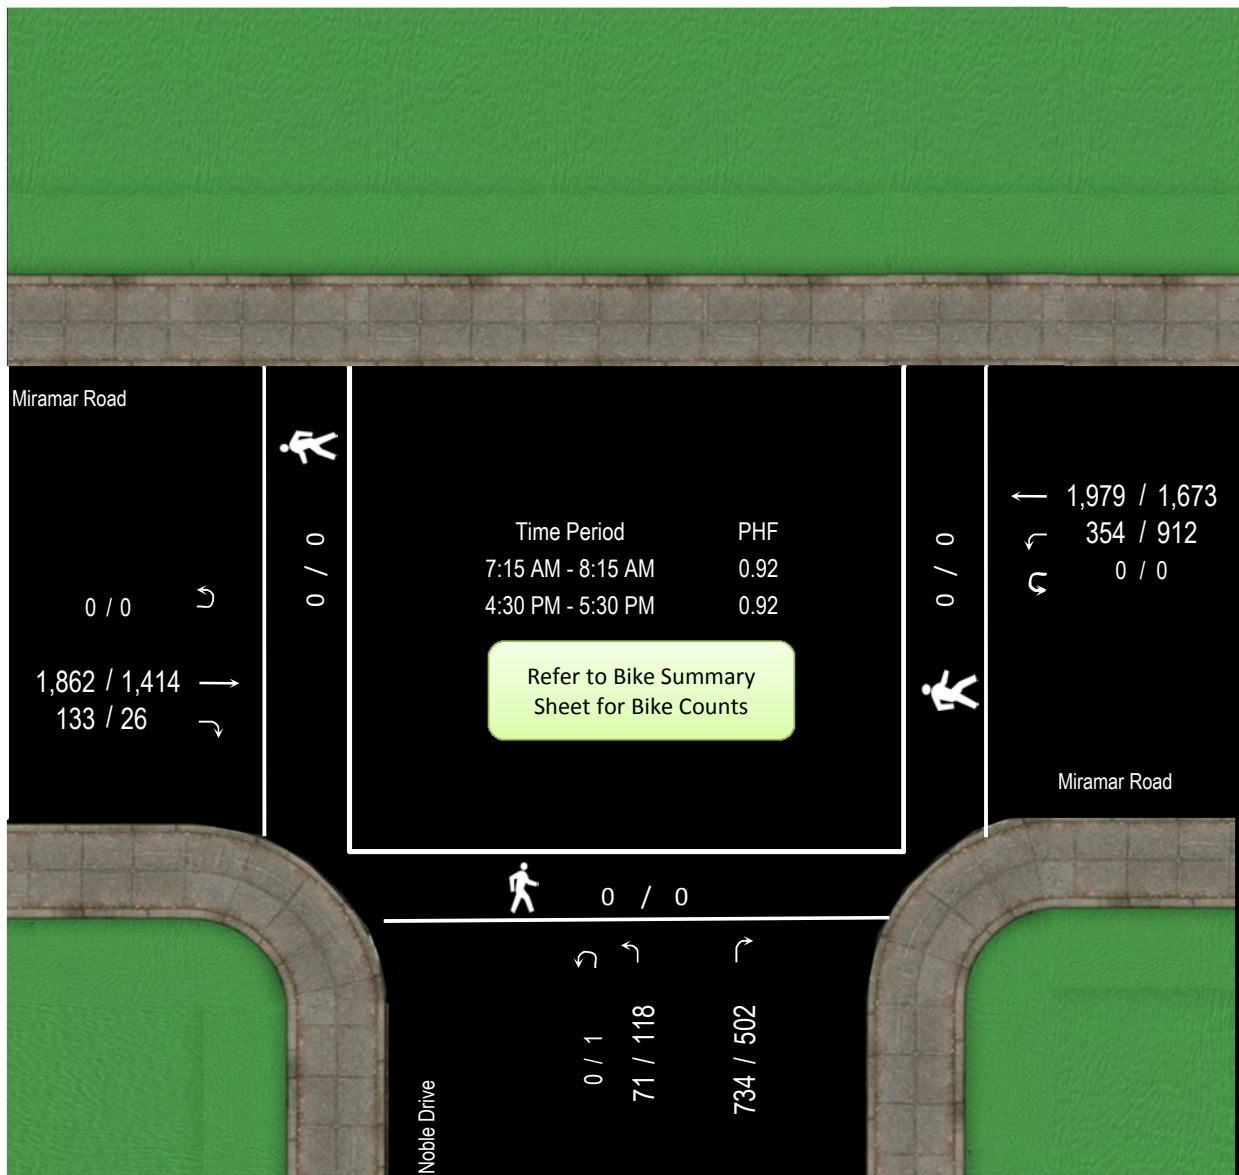 Miramar Road
0 / 0
1,862 / 1,414
133 / 26
0 / 0
Time Period PHF
7:15 AM - 8:15 AM 0.92
4:30 PM - 5:30 PM 0.92
Refer to Bike Summary
Sheet for Bike Counts
0 / 0
1,979 / 1,673
354 / 912
0 / 0
Miramar Road
0 / 0
Noble Drive
0 / 1
71 / 118
734 / 502